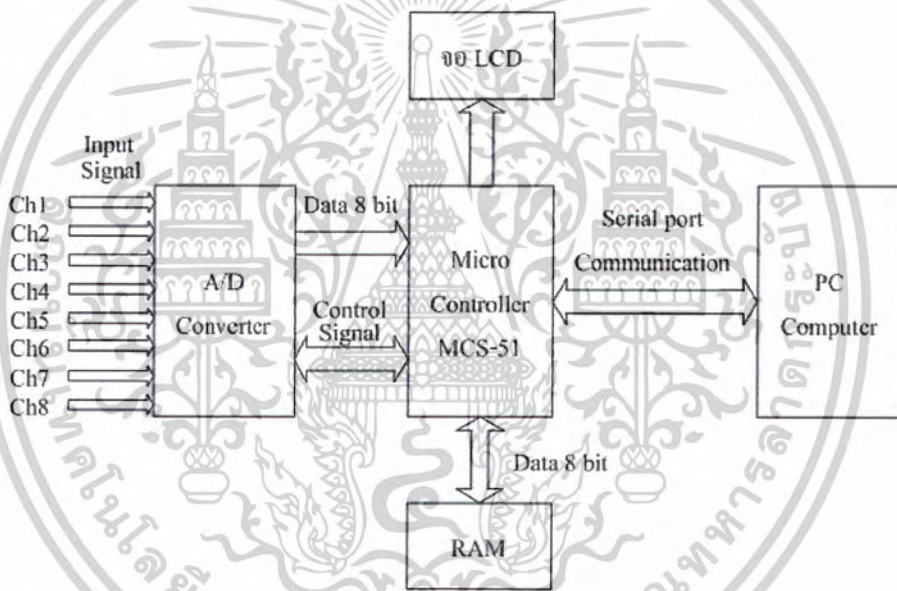 จอ LCD
Input
Signal
Ch1
Ch2
Ch3
Ch4
Ch5
Ch6
Ch7
Ch8
A/D
Converter
Data 8 bit
Control
Signal
Micro
Controller
MCS-51
Serial port
Communication
PC
Computer
Data 8 bit
RAM